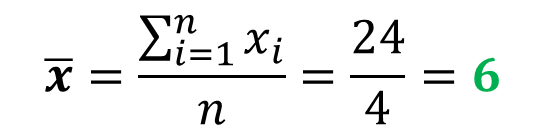 x̄ = ∑ⁿᵢ₌₁ xᵢ / n = 24 / 4 = 6